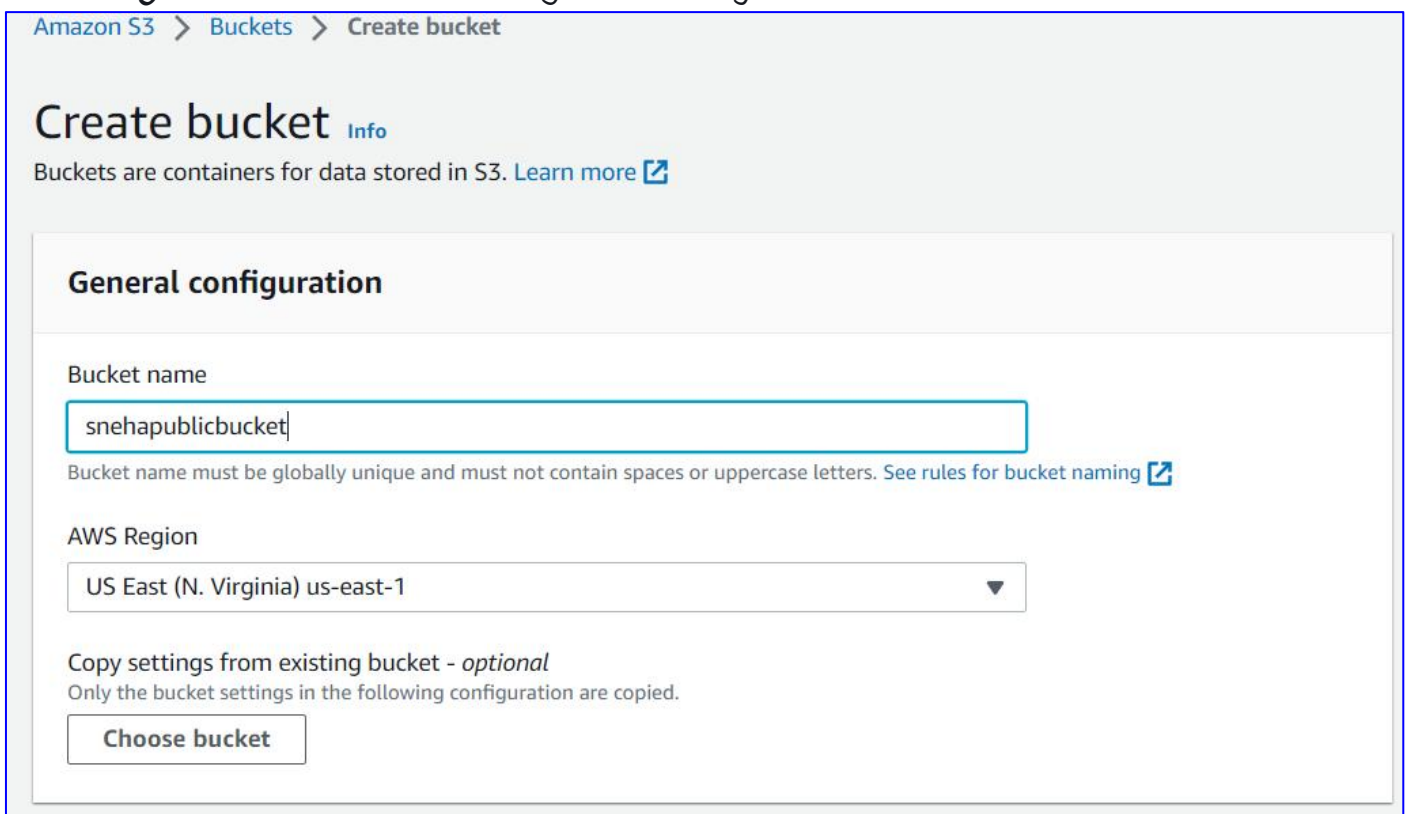 Amazon S3 > Buckets > Create bucket
Create bucket Info
Buckets are containers for data stored in S3. Learn more
General configuration
Bucket name
snehapublicbucket
Bucket name must be globally unique and must not contain spaces or uppercase letters. See rules for bucket naming
AWS Region
US East (N. Virginia) us-east-1
Copy settings from existing bucket - optional
Only the bucket settings in the following configuration are copied.
Choose bucket